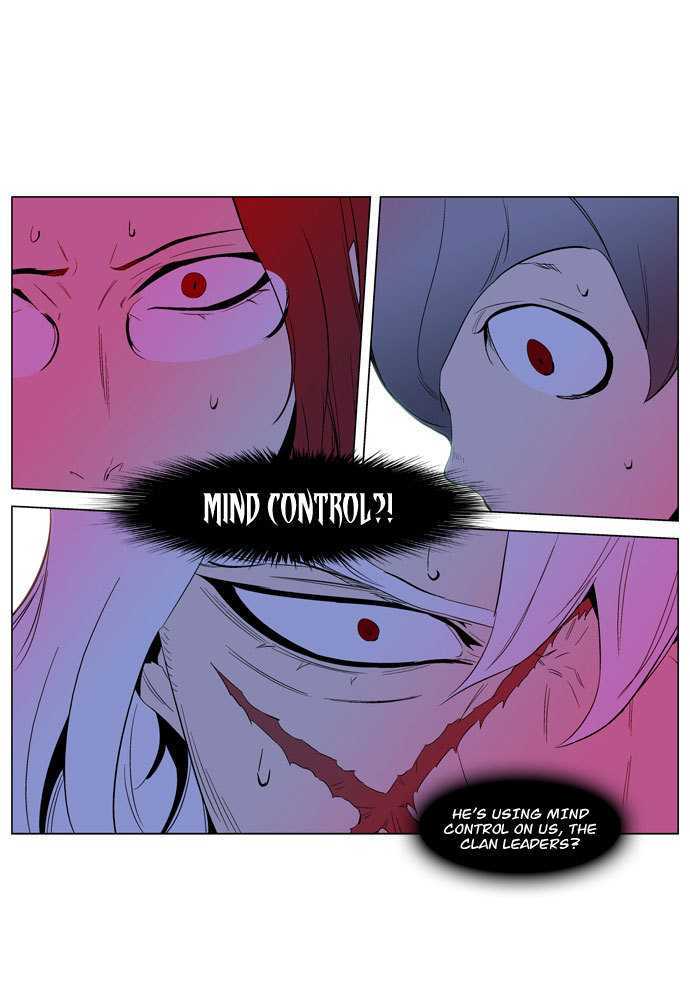 MIND CONTROL?!
HE'S USING MIND
CONTROL ON US, THE
CLAN LEADERS?